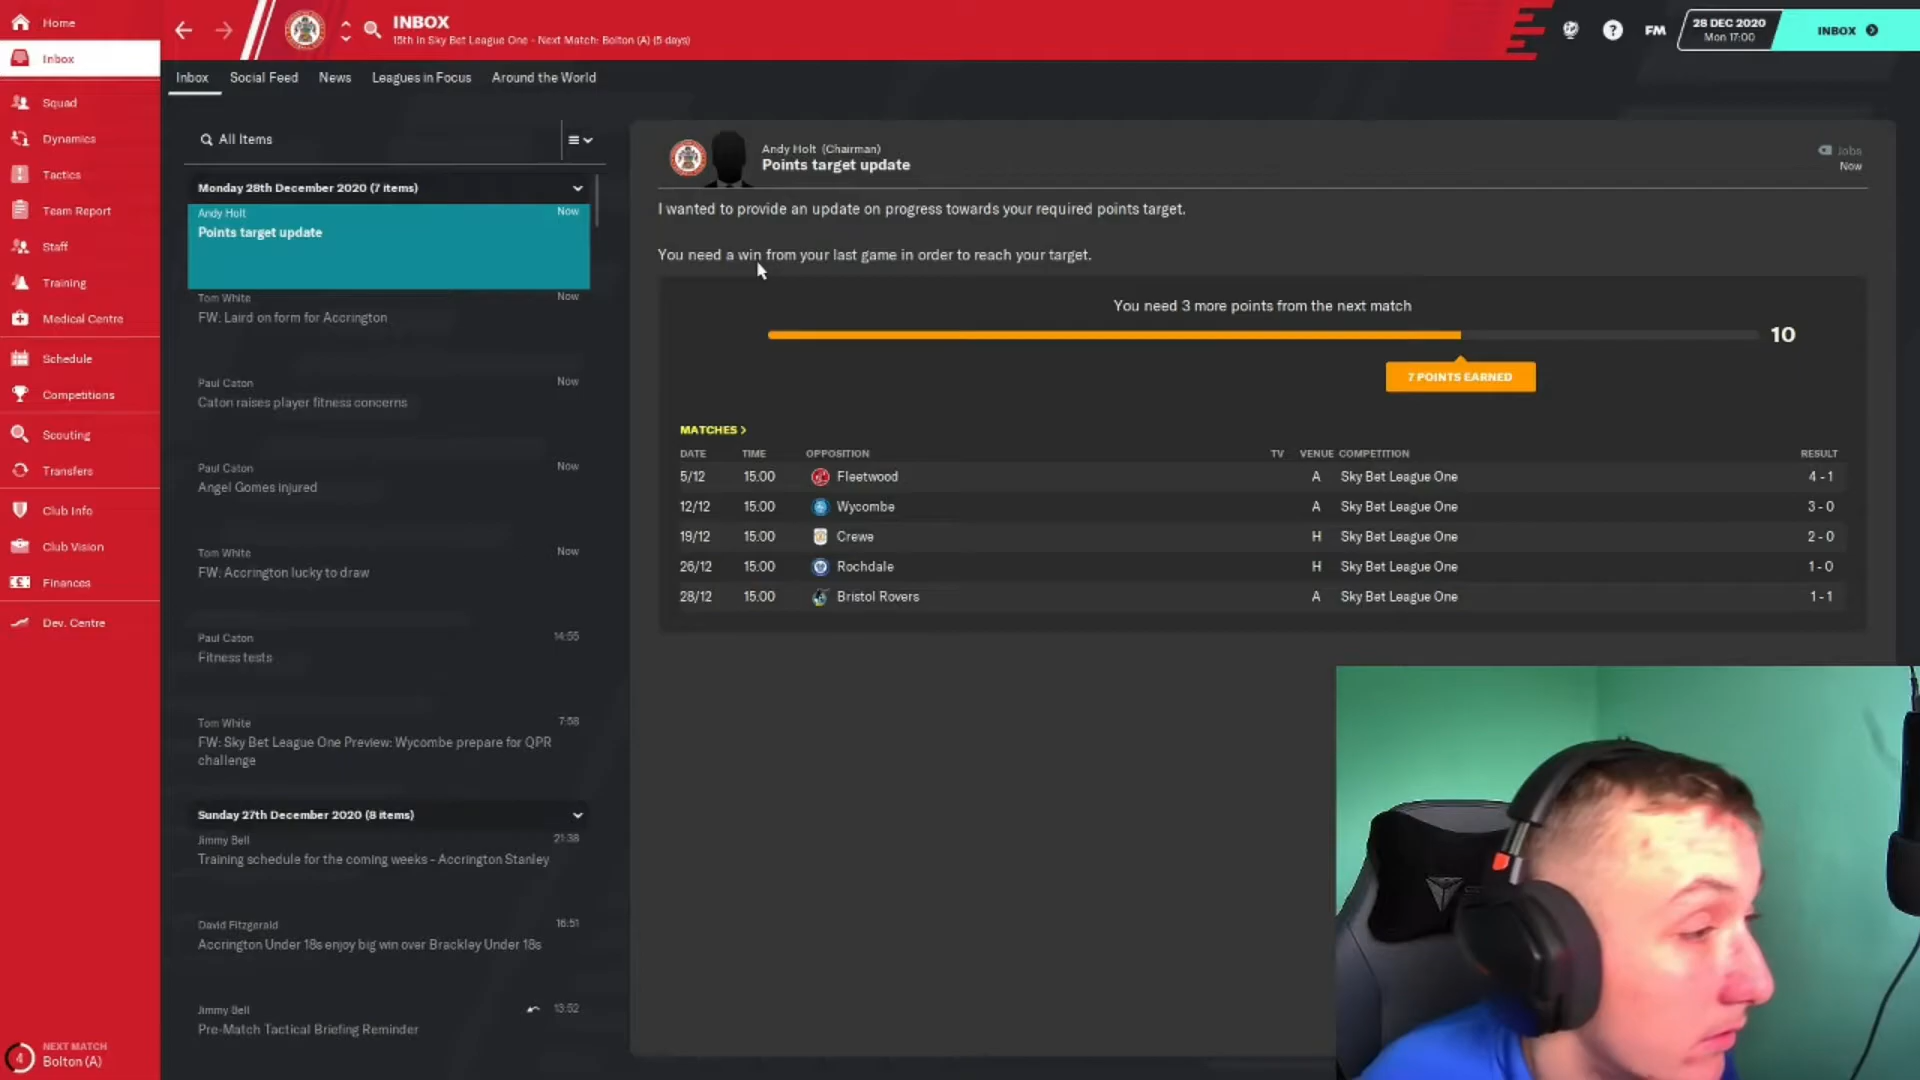 Home
INBOX
15th in Sky Bet League One - Next Match: Bolton (A) (5 days)
?
FM
28 DEC 2020
Mon 17:00
INBOX
Inbox
Squad
Dynamics
Tactics
Team Report
Staff
Training
Medical Centre
Schedule
Competitions
Scouting
Transfers
Club Info
Club Vision
Finances
Dev. Centre
4
NEXT MATCH
Bolton (A)
Inbox
Social Feed
News
Leagues in Focus
Around the World
All Items
Monday 28th December 2020 (7 items)
Andy Holt
Now
Points target update
Tom White
Now
FW: Laird on form for Accrington
Paul Caton
Now
Caton raises player fitness concerns
Paul Caton
Now
Angel Gomes injured
Tom White
Now
FW: Accrington lucky to draw
Paul Caton
14:55
Fitness tests
Tom White
7:58
FW: Sky Bet League One Preview: Wycombe prepare for QPR
challenge
Sunday 27th December 2020 (8 items)
Jimmy Bell
21:38
Training schedule for the coming weeks - Accrington Stanley
David Fitzgerald
16:51
Accrington Under 18s enjoy big win over Brackley Under 18s
Jimmy Bell
13:52
Pre-Match Tactical Briefing Reminder
Andy Holt (Chairman)
Points target update
Jobs
Now
I wanted to provide an update on progress towards your required points target.
You need a win from your last game in order to reach your target.
You need 3 more points from the next match
10
7 POINTS EARNED
MATCHES >
DATE TIME OPPOSITION TV VENUE COMPETITION RESULT
5/12 15:00 Fleetwood A Sky Bet League One 4 - 1
12/12 15:00 Wycombe A Sky Bet League One 3 - 0
19/12 15:00 Crewe H Sky Bet League One 2 - 0
26/12 15:00 Rochdale H Sky Bet League One 1 - 0
28/12 15:00 Bristol Rovers A Sky Bet League One 1 - 1